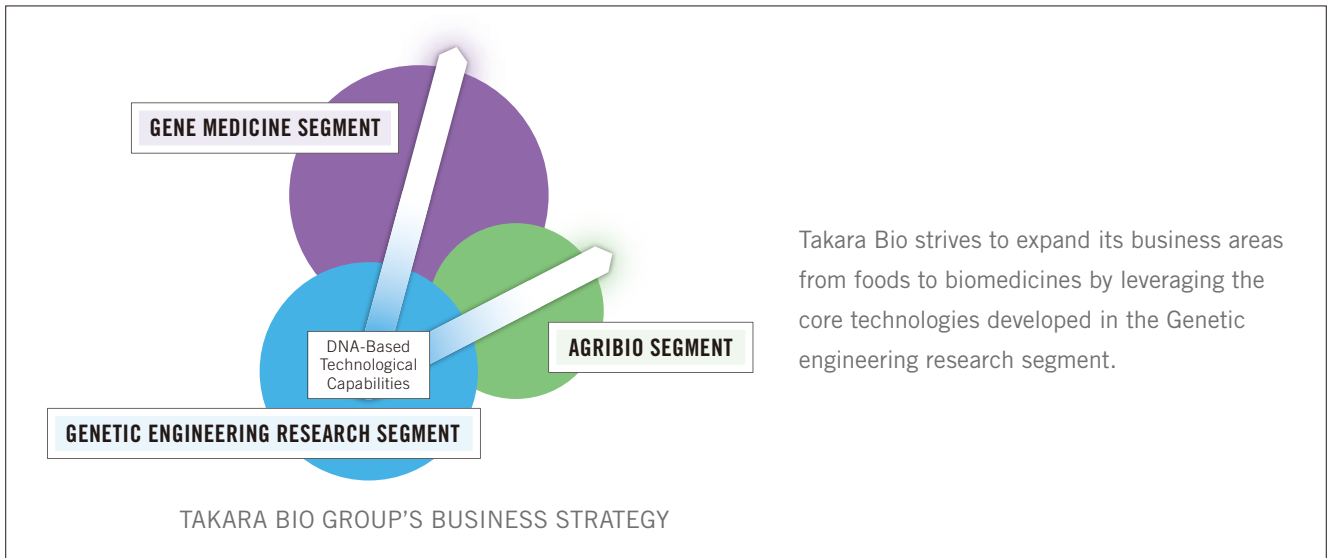 GENE MEDICINE SEGMENT
DNA-Based
Technological
Capabilities
AGRIBIO SEGMENT
GENETIC ENGINEERING RESEARCH SEGMENT
TAKARA BIO GROUP'S BUSINESS STRATEGY
Takara Bio strives to expand its business areas
from foods to biomedicines by leveraging the
core technologies developed in the Genetic
engineering research segment.